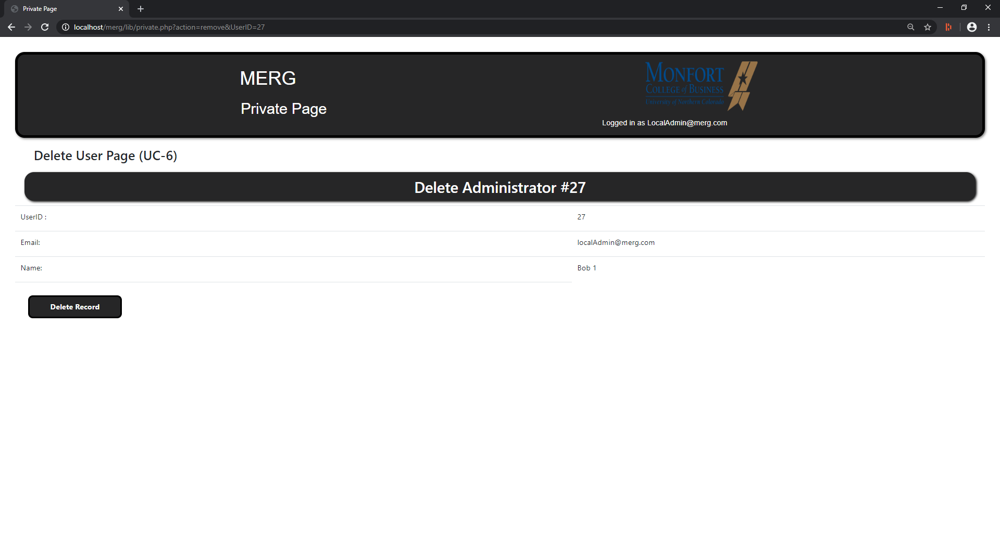 Private Page
localhost/merg/lib/private.php?action=remove&UserID=27
MERG
Private Page
MONFORT
COLLEGE of BUSINESS
University of Northern Colorado
Logged in as LocalAdmin@merg.com
Delete User Page (UC-6)
Delete Administrator #27
UserID : 27
Email: localAdmin@merg.com
Name: Bob 1
Delete Record